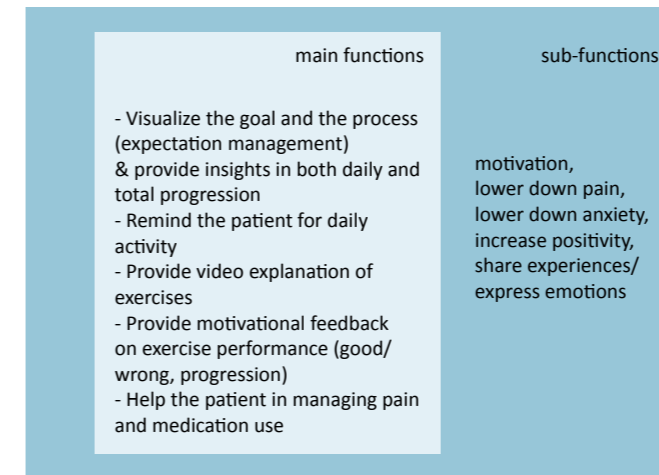 main functions
- Visualize the goal and the process
(expectation management)
& provide insights in both daily and
total progression
- Remind the patient for daily
activity
- Provide video explanation of
exercises
- Provide motivational feedback
on exercise performance (good/
wrong, progression)
- Help the patient in managing pain
and medication use
sub-functions
motivation,
lower down pain,
lower down anxiety,
increase positivity,
share experiences/
express emotions